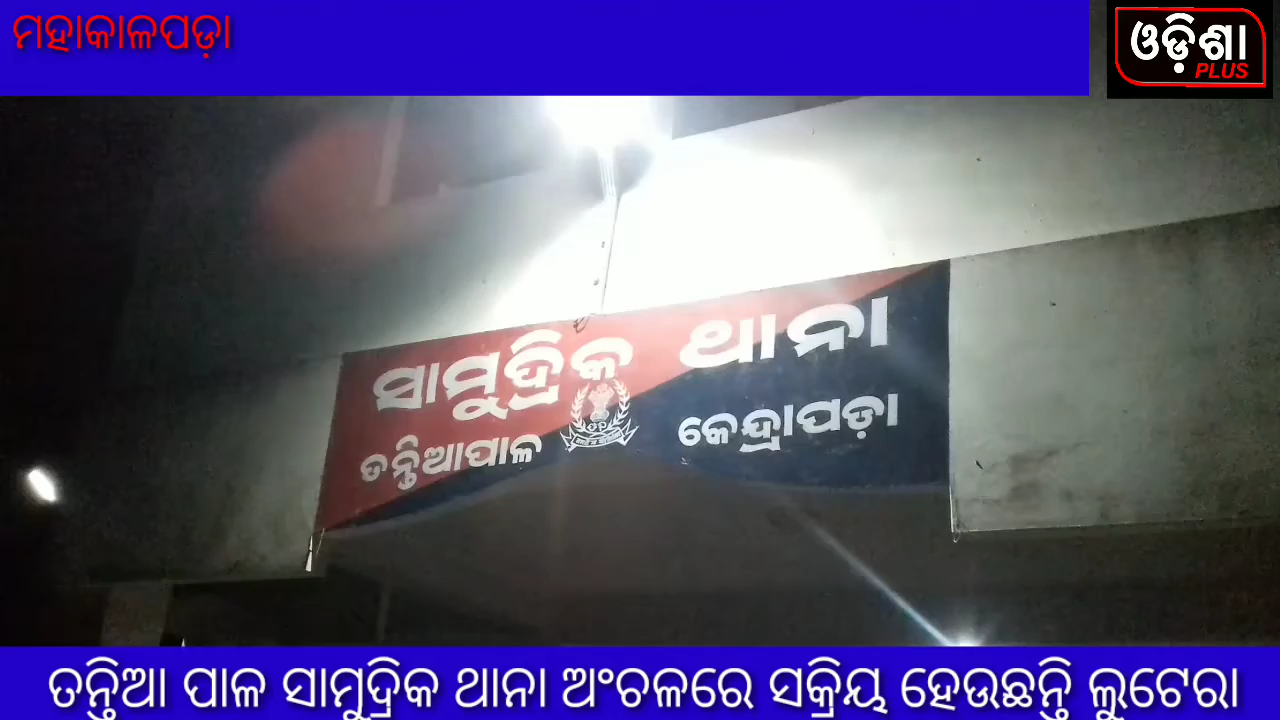 ମହାକାଳପଡ଼ା
ଓଡ଼ିଶା
PLUS
ସାମୁଦ୍ରିକ ଥାନା
ତନ୍ତିଆପାଳ କେନ୍ଦ୍ରାପଡ଼ା
ତନ୍ତିଆ ପାଳ ସାମୁଦ୍ରିକ ଥାନା ଅଂଚଳରେ ସକ୍ରିୟ ହେଉଛନ୍ତି ଲୁଟେରା